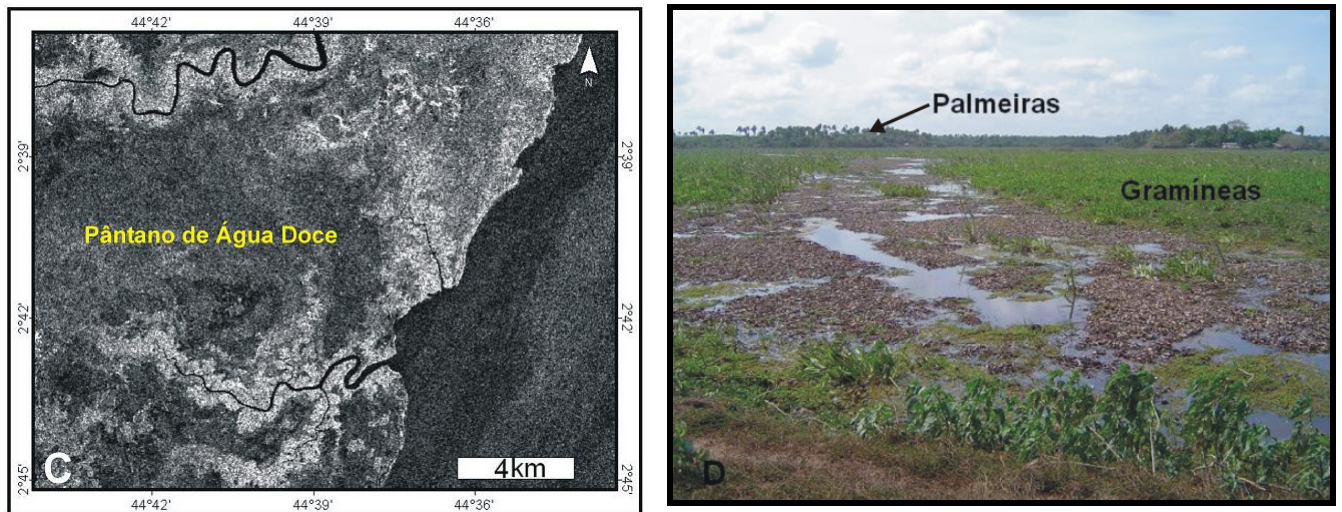 44°42' 44°39' 44°36'
N
2°39' 2°39'
Pântano de Água Doce
2°42' 2°42'
C
4km
2°45' 2°45'
44°42' 44°39' 44°36'
Palmeiras
Gramíneas
D